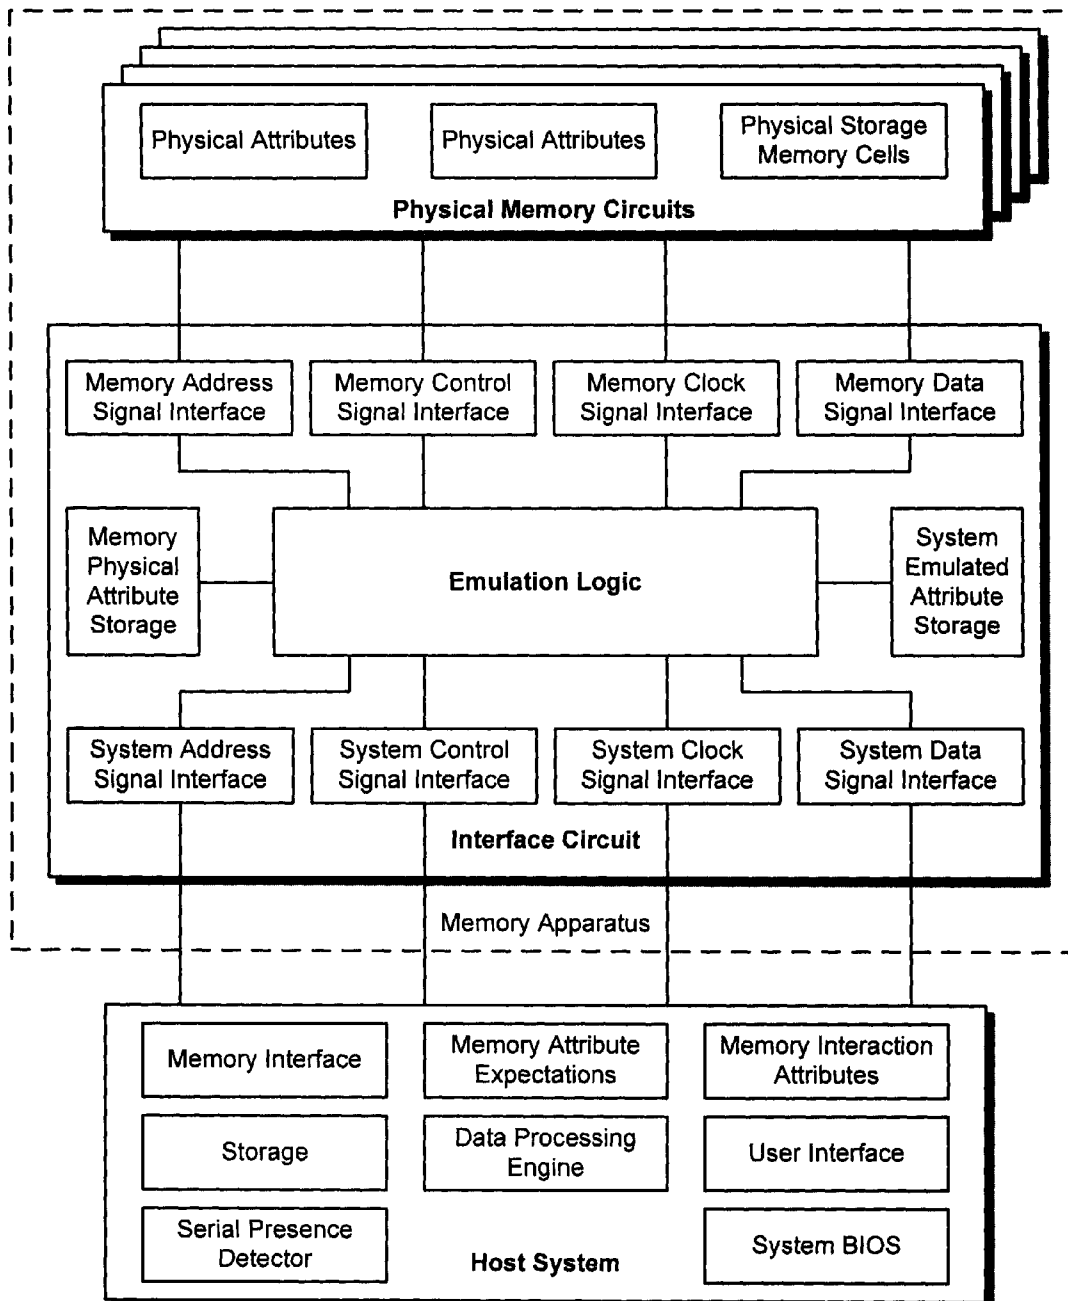 Physical Attributes
Physical Attributes
Physical Storage
Memory Cells
Physical Memory Circuits
Memory Address
Signal Interface
Memory Control
Signal Interface
Memory Clock
Signal Interface
Memory Data
Signal Interface
Memory
Physical
Attribute
Storage
Emulation Logic
System
Emulated
Attribute
Storage
System Address
Signal Interface
System Control
Signal Interface
System Clock
Signal Interface
System Data
Signal Interface
Interface Circuit
Memory Apparatus
Memory Interface
Memory Attribute
Expectations
Memory Interaction
Attributes
Storage
Data Processing
Engine
User Interface
Serial Presence
Detector
Host System
System BIOS